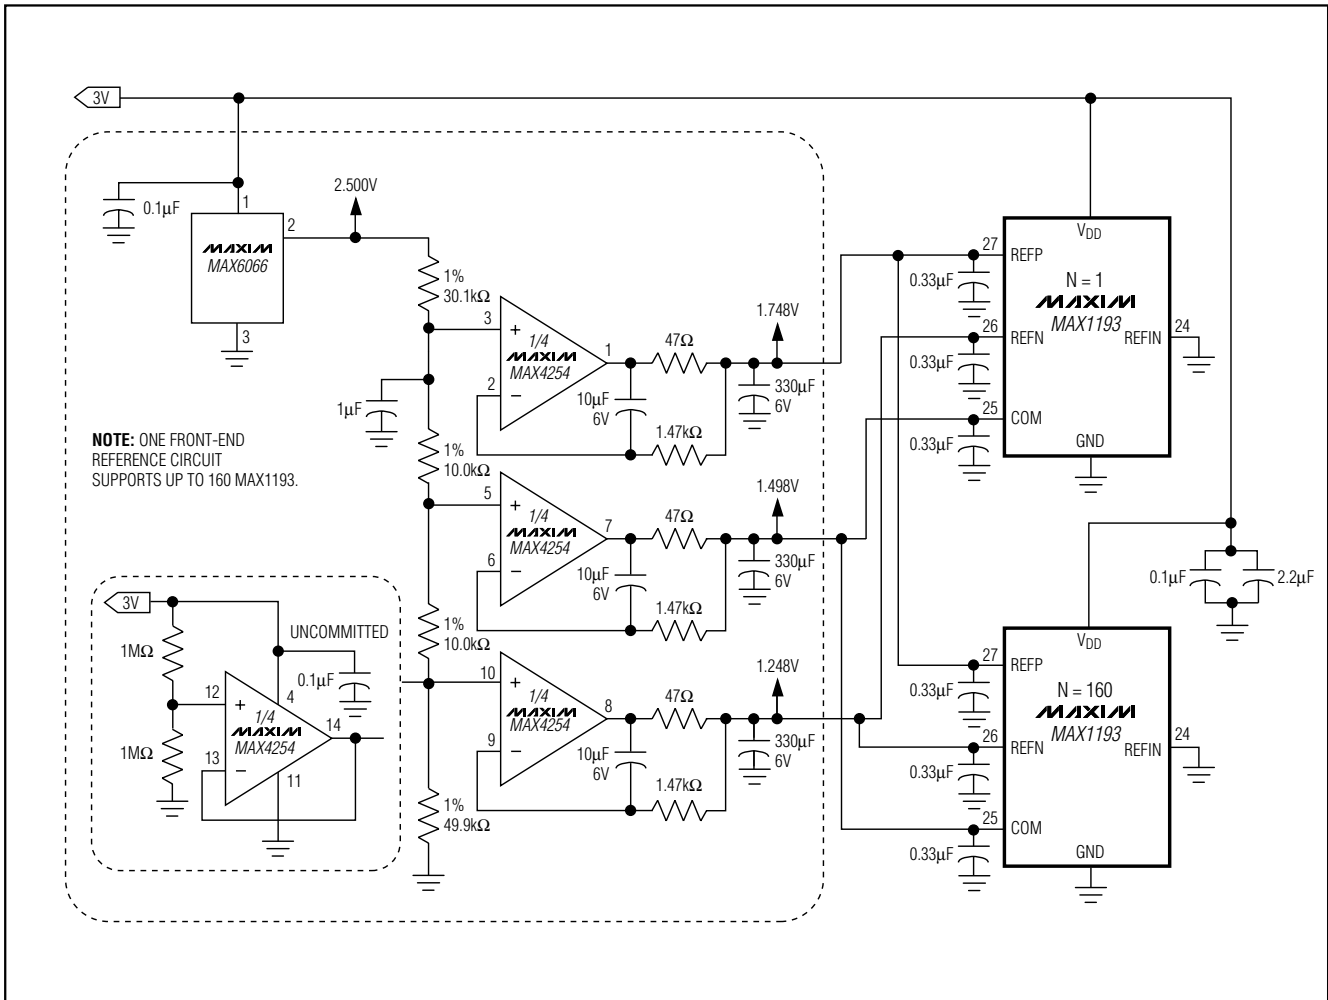 3V
0.1µF
1
2
2.500V
MAXIM
MAX6066
3
1%
30.1kΩ
1µF
NOTE: ONE FRONT-END
REFERENCE CIRCUIT
SUPPORTS UP TO 160 MAX1193.
1%
10.0kΩ
1%
10.0kΩ
1%
49.9kΩ
3
+
1/4
MAXIM
MAX4254
2
−
1
47Ω
10µF
6V
1.47kΩ
1.748V
330µF
6V
5
+
1/4
MAXIM
MAX4254
6
−
7
47Ω
10µF
6V
1.47kΩ
1.498V
330µF
6V
10
+
1/4
MAXIM
MAX4254
9
−
8
47Ω
10µF
6V
1.47kΩ
1.248V
330µF
6V
3V
UNCOMMITTED
1MΩ
1MΩ
0.1µF
12
+
4
1/4
MAXIM
MAX4254
14
13
−
11
VDD
27
REFP
0.33µF
N = 1
MAXIM
MAX1193
26
REFN
REFIN
24
0.33µF
25
COM
0.33µF
GND
0.1µF
2.2µF
VDD
27
REFP
0.33µF
N = 160
MAXIM
MAX1193
26
REFN
REFIN
24
0.33µF
25
COM
0.33µF
GND